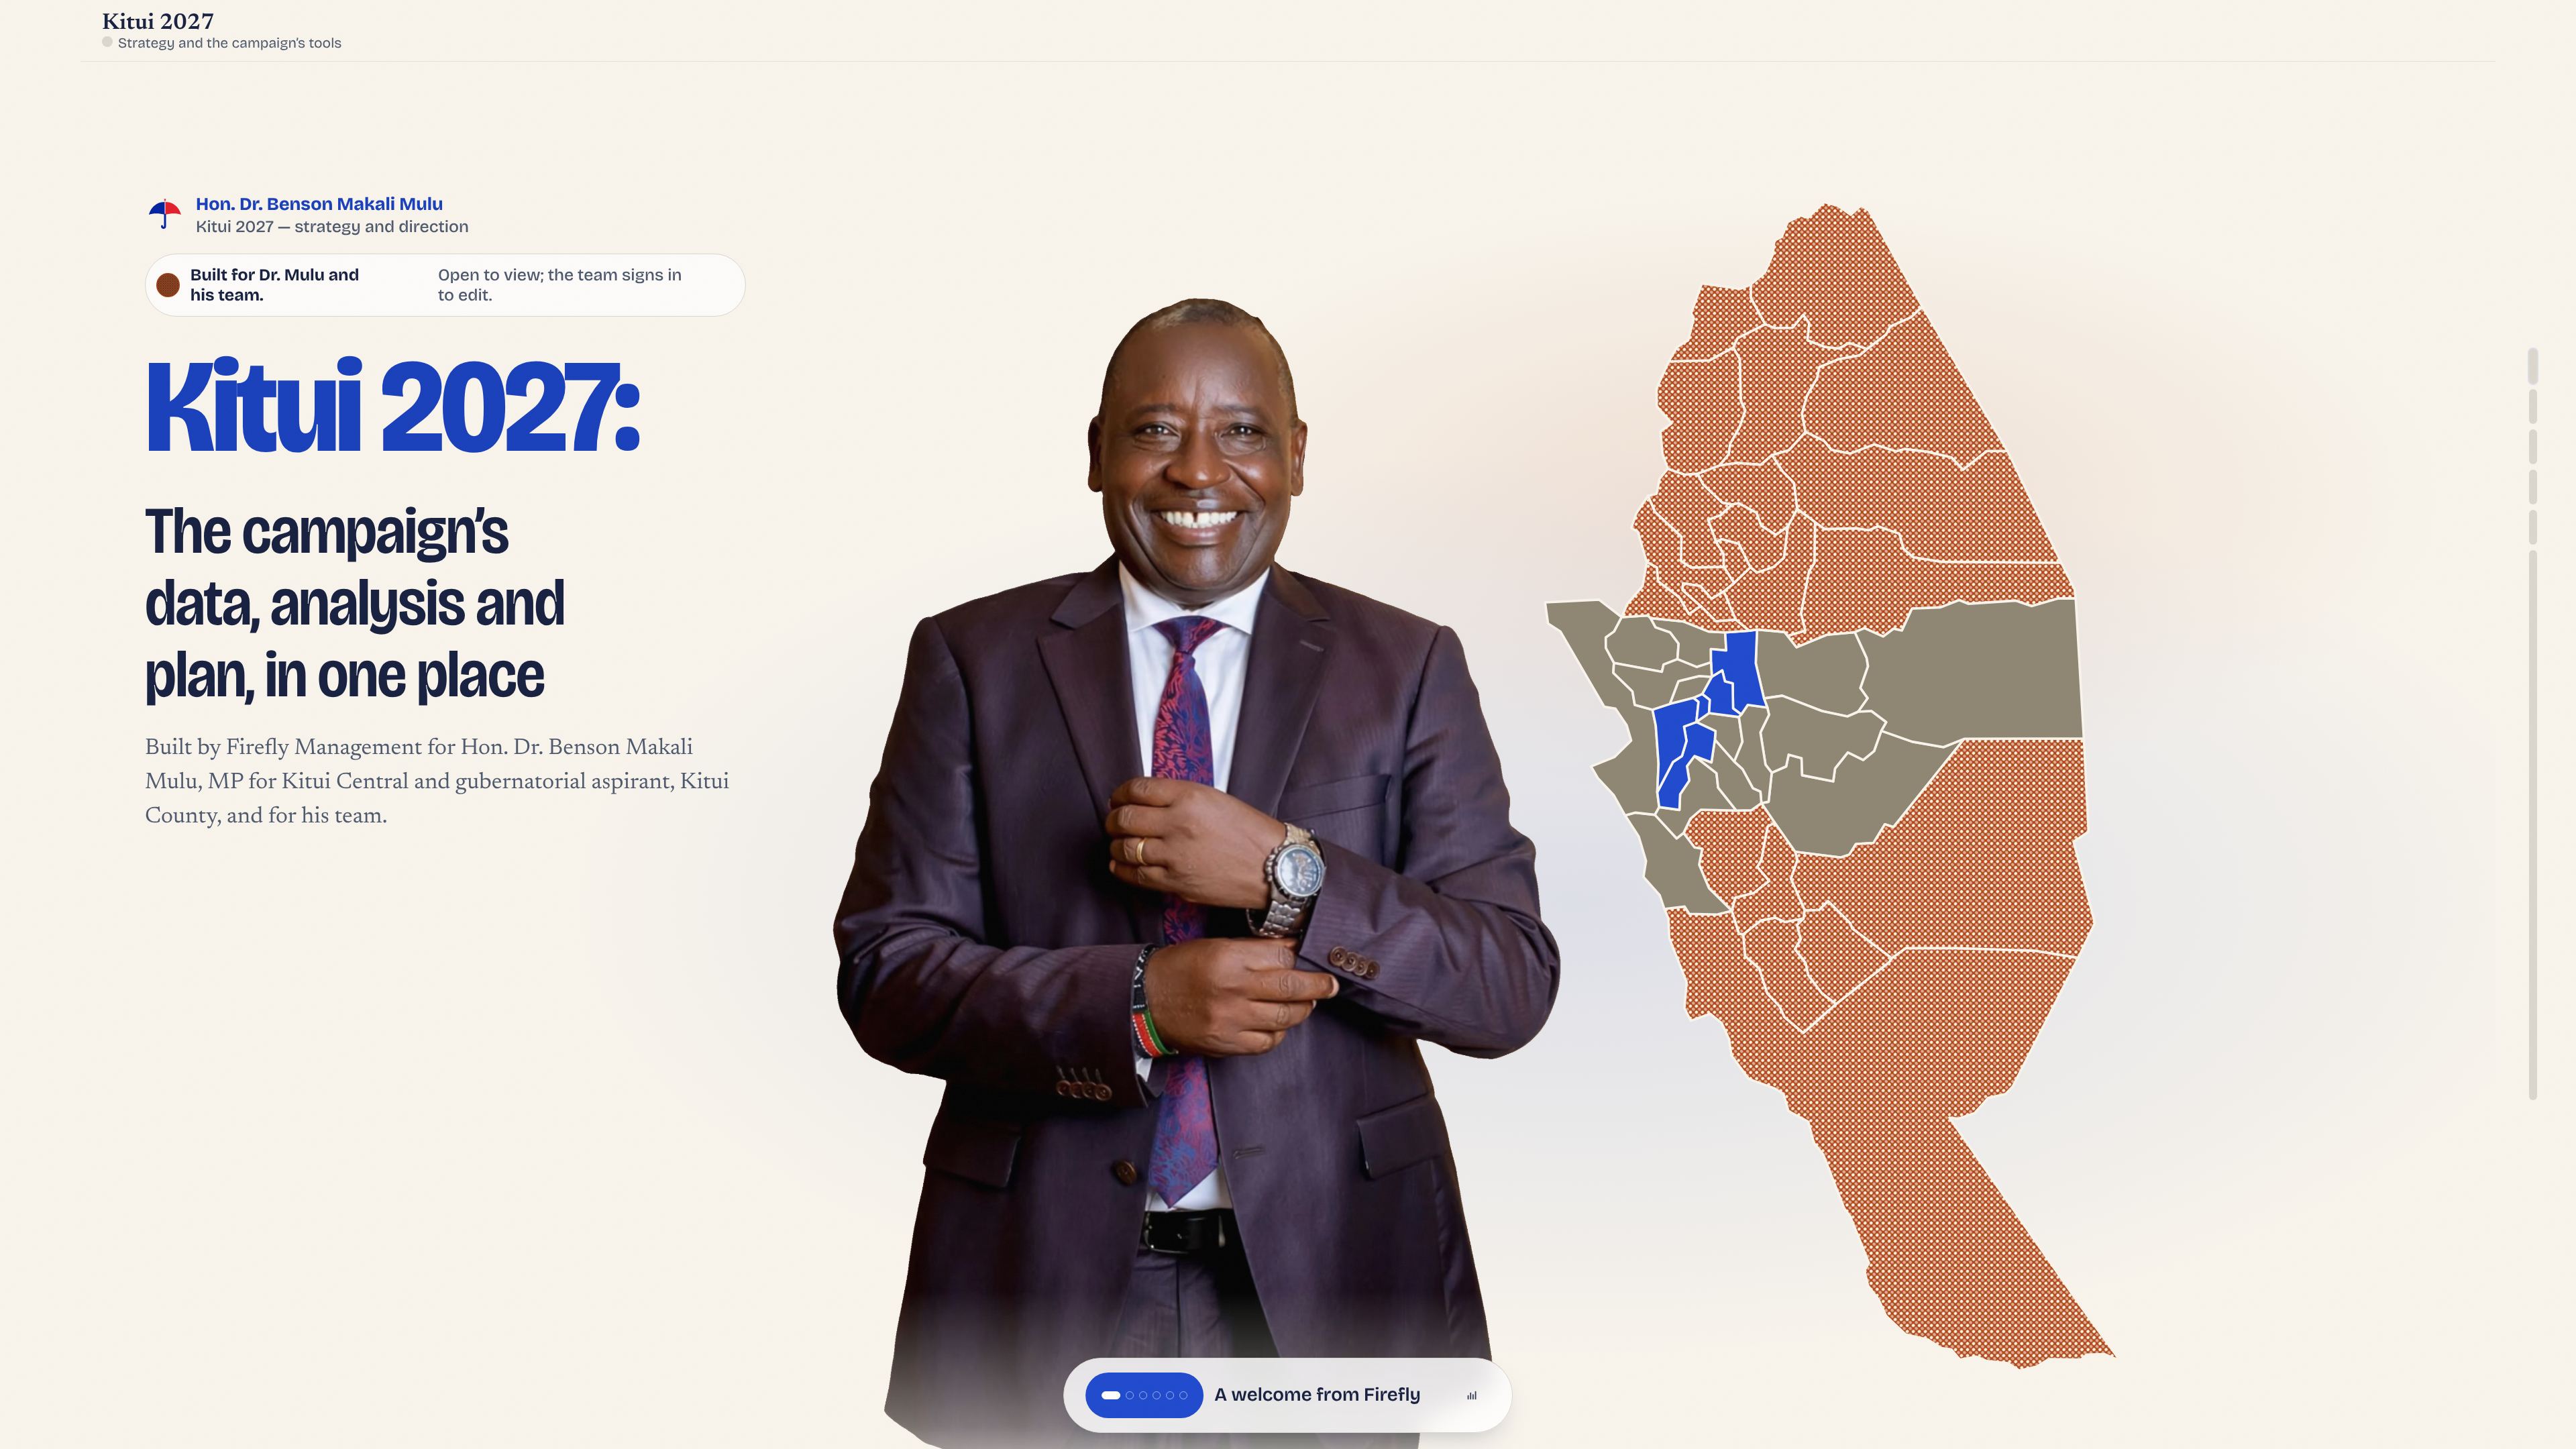 Kitui 2027
Strategy and the campaign's tools
Hon. Dr. Benson Makali Mulu
Kitui 2027 — strategy and direction
Built for Dr. Mulu and
his team.
Open to view; the team signs in
to edit.
Kitui 2027:
The campaign’s
data, analysis and
plan, in one place
Built by Firefly Management for Hon. Dr. Benson Makali
Mulu, MP for Kitui Central and gubernatorial aspirant, Kitui
County, and for his team.
A welcome from Firefly